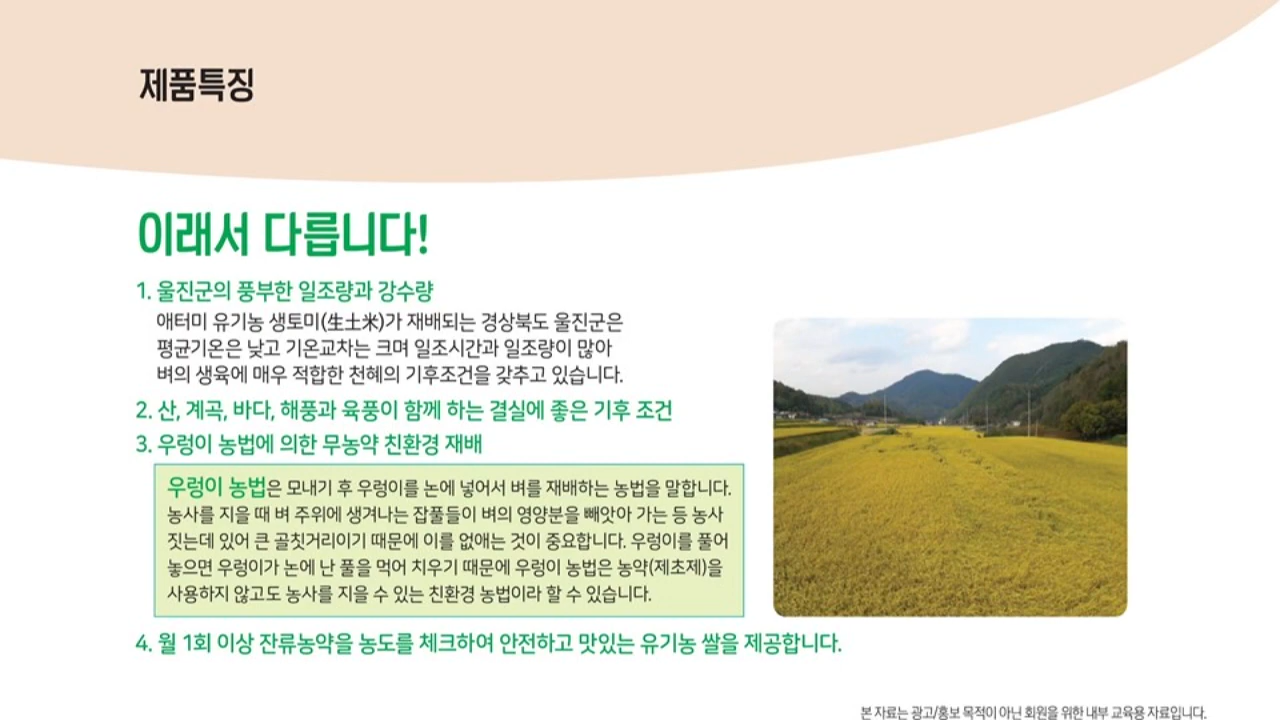 제품특징
이래서 다릅니다!
1. 울진군의 풍부한 일조량과 강수량
애터미 유기농 생토미(生土米)가 재배되는 경상북도 울진군은
평균기온은 낮고 기온교차는 크며 일조시간과 일조량이 많아
벼의 생육에 매우 적합한 천혜의 기후조건을 갖추고 있습니다.
2. 산, 계곡, 바다, 해풍과 육풍이 함께 하는 결실에 좋은 기후 조건
3. 우렁이 농법에 의한 무농약 친환경 재배
우렁이 농법은 모내기 후 우렁이를 논에 넣어서 벼를 재배하는 농법을 말합니다.
농사를 지을 때 벼 주위에 생겨나는 잡풀들이 벼의 영양분을 빼앗아 가는 등 농사
짓는데 있어 큰 골칫거리이기 때문에 이를 없애는 것이 중요합니다. 우렁이를 풀어
놓으면 우렁이가 논에 난 풀을 먹어 치우기 때문에 우렁이 농법은 농약(제초제)을
사용하지 않고도 농사를 지을 수 있는 친환경 농법이라 할 수 있습니다.
4. 월 1회 이상 잔류농약을 농도를 체크하여 안전하고 맛있는 유기농 쌀을 제공합니다.
본 자료는 광고/홍보 목적이 아닌 회원을 위한 내부 교육용 자료입니다.